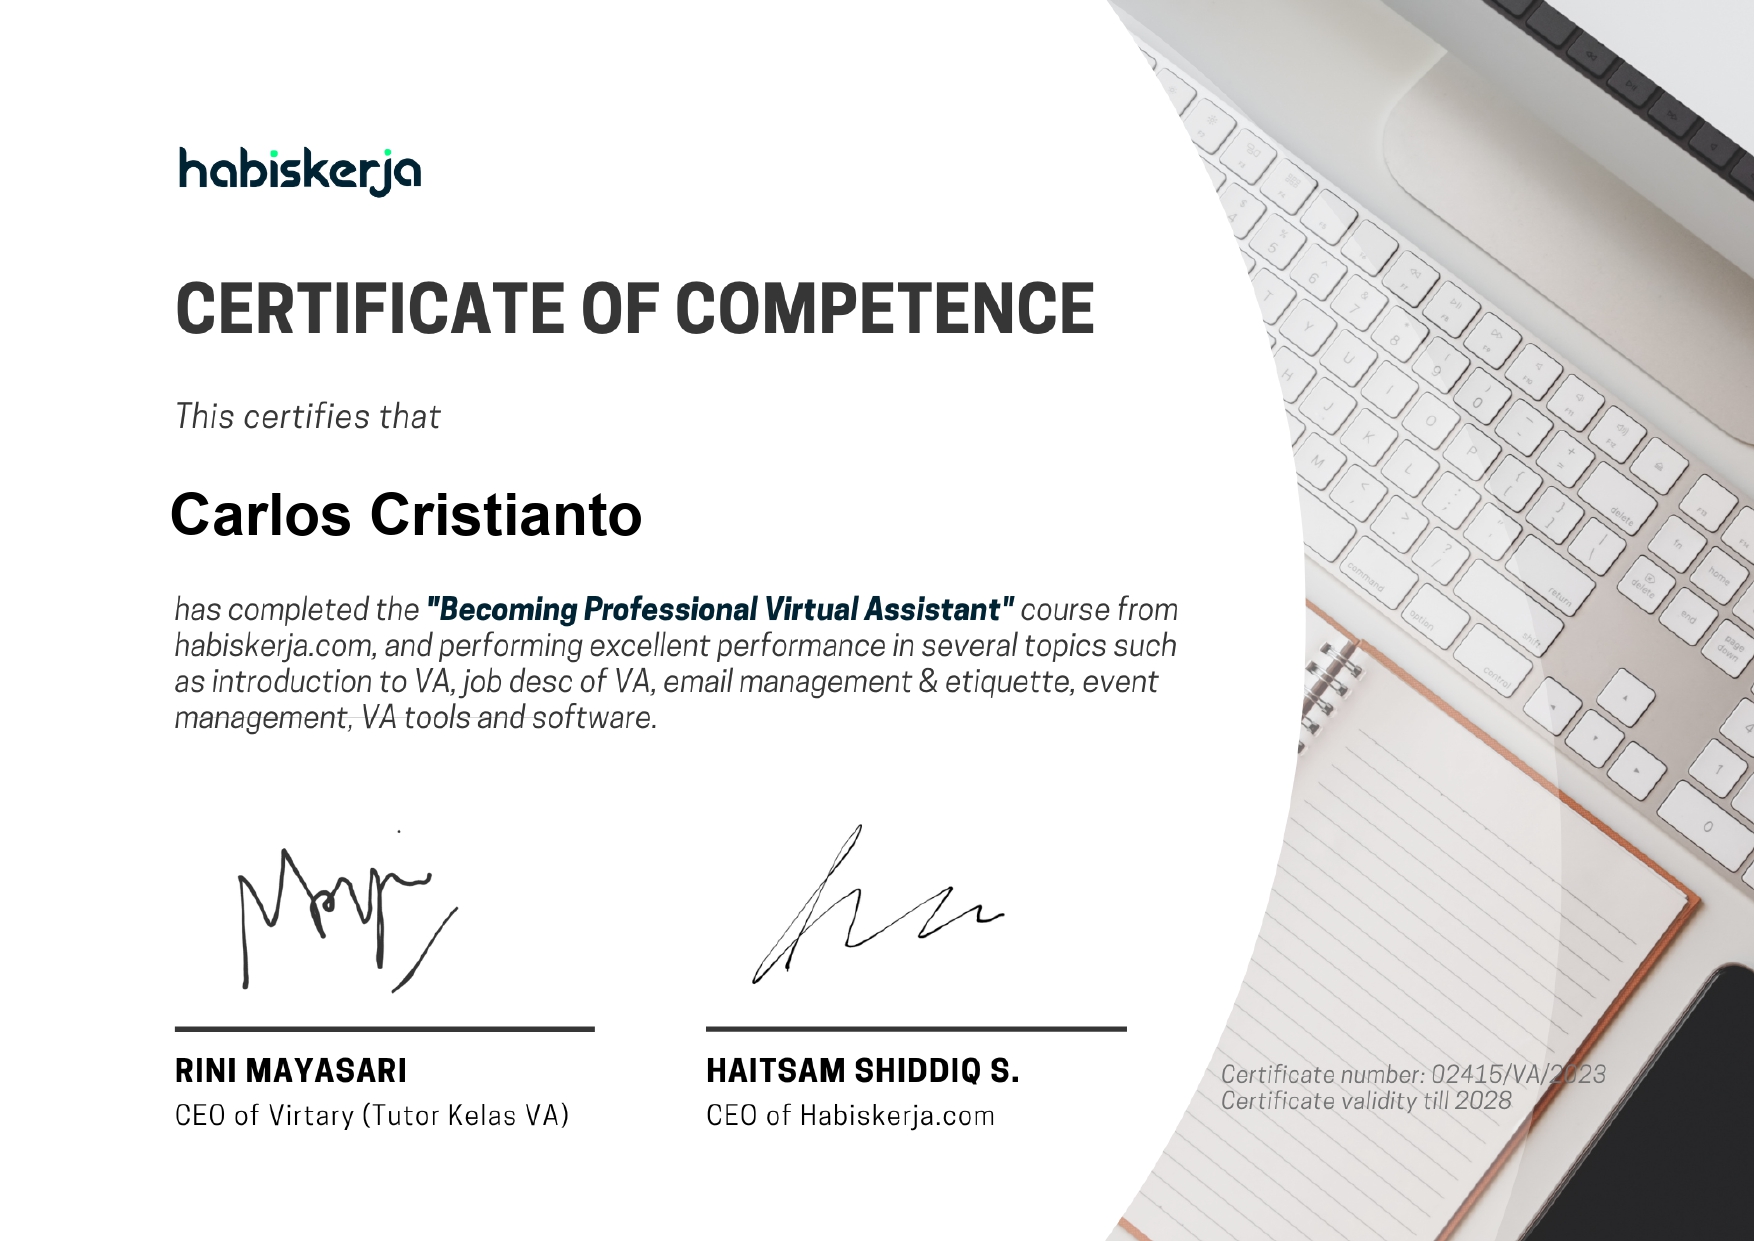 habiskerja
CERTIFICATE OF COMPETENCE
This certifies that
Carlos Cristianto
has completed the "Becoming Professional Virtual Assistant" course from
habiskerja.com, and performing excellent performance in several topics such
as introduction to VA, job desc of VA, email management & etiquette, event
management, VA tools and software.
RINI MAYASARI
CEO of Virtary (Tutor Kelas VA)
HAITSAM SHIDDIQ S.
CEO of Habiskerja.com
Certificate number: 02415/VA/2023
Certificate validity till 2028